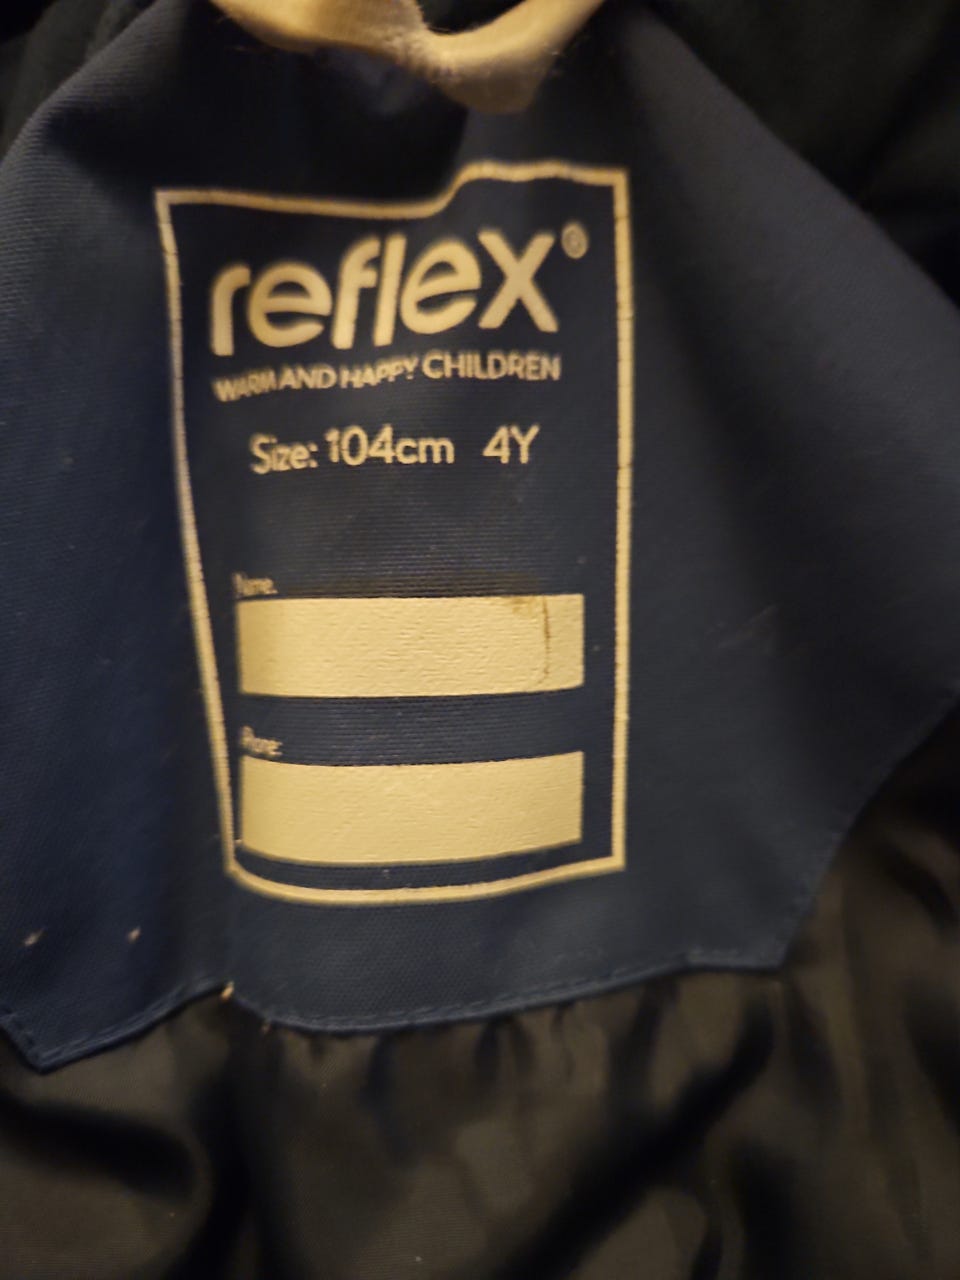 reflex®
WARM AND HAPPY CHILDREN
Size: 104cm 4Y
Name:
Phone: